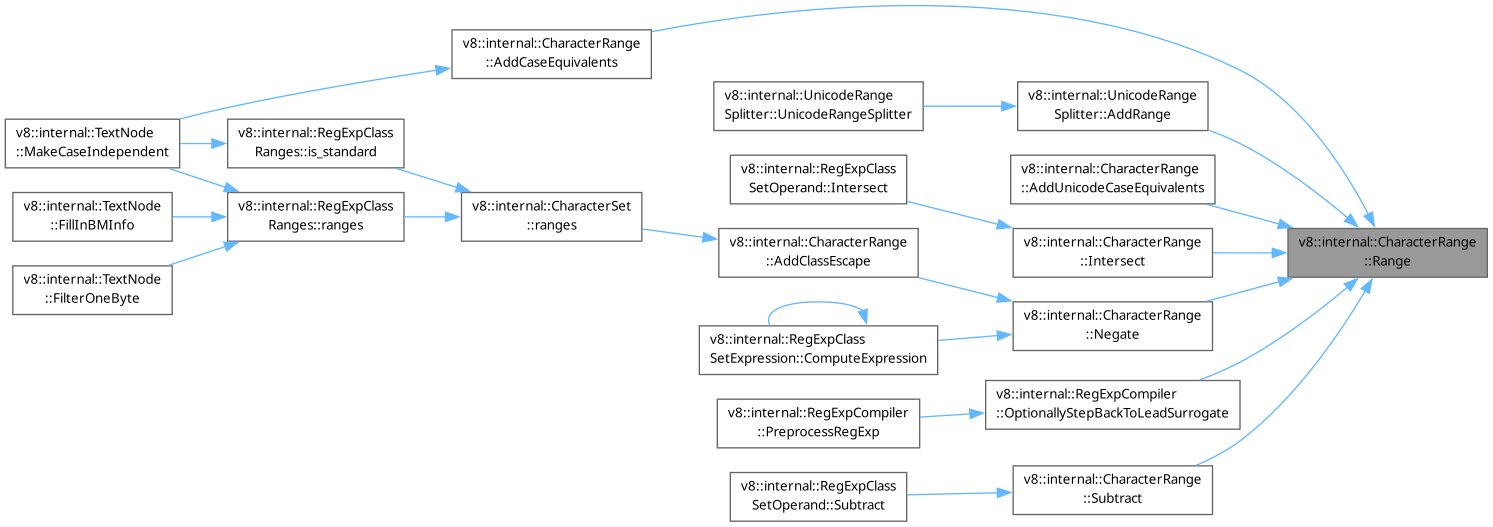 v8::internal::CharacterRange
::AddCaseEquivalents
v8::internal::UnicodeRange
Splitter::UnicodeRangeSplitter
v8::internal::UnicodeRange
Splitter::AddRange
v8::internal::TextNode
::MakeCaseIndependent
v8::internal::RegExpClass
Ranges::is_standard
v8::internal::RegExpClass
SetOperand::Intersect
v8::internal::CharacterRange
::AddUnicodeCaseEquivalents
v8::internal::TextNode
::FillInBMInfo
v8::internal::RegExpClass
Ranges::ranges
v8::internal::CharacterSet
::ranges
v8::internal::CharacterRange
::AddClassEscape
v8::internal::CharacterRange
::Intersect
v8::internal::CharacterRange
::Range
v8::internal::TextNode
::FilterOneByte
v8::internal::RegExpClass
SetExpression::ComputeExpression
v8::internal::CharacterRange
::Negate
v8::internal::RegExpCompiler
::PreprocessRegExp
v8::internal::RegExpCompiler
::OptionallyStepBackToLeadSurrogate
v8::internal::RegExpClass
SetOperand::Subtract
v8::internal::CharacterRange
::Subtract